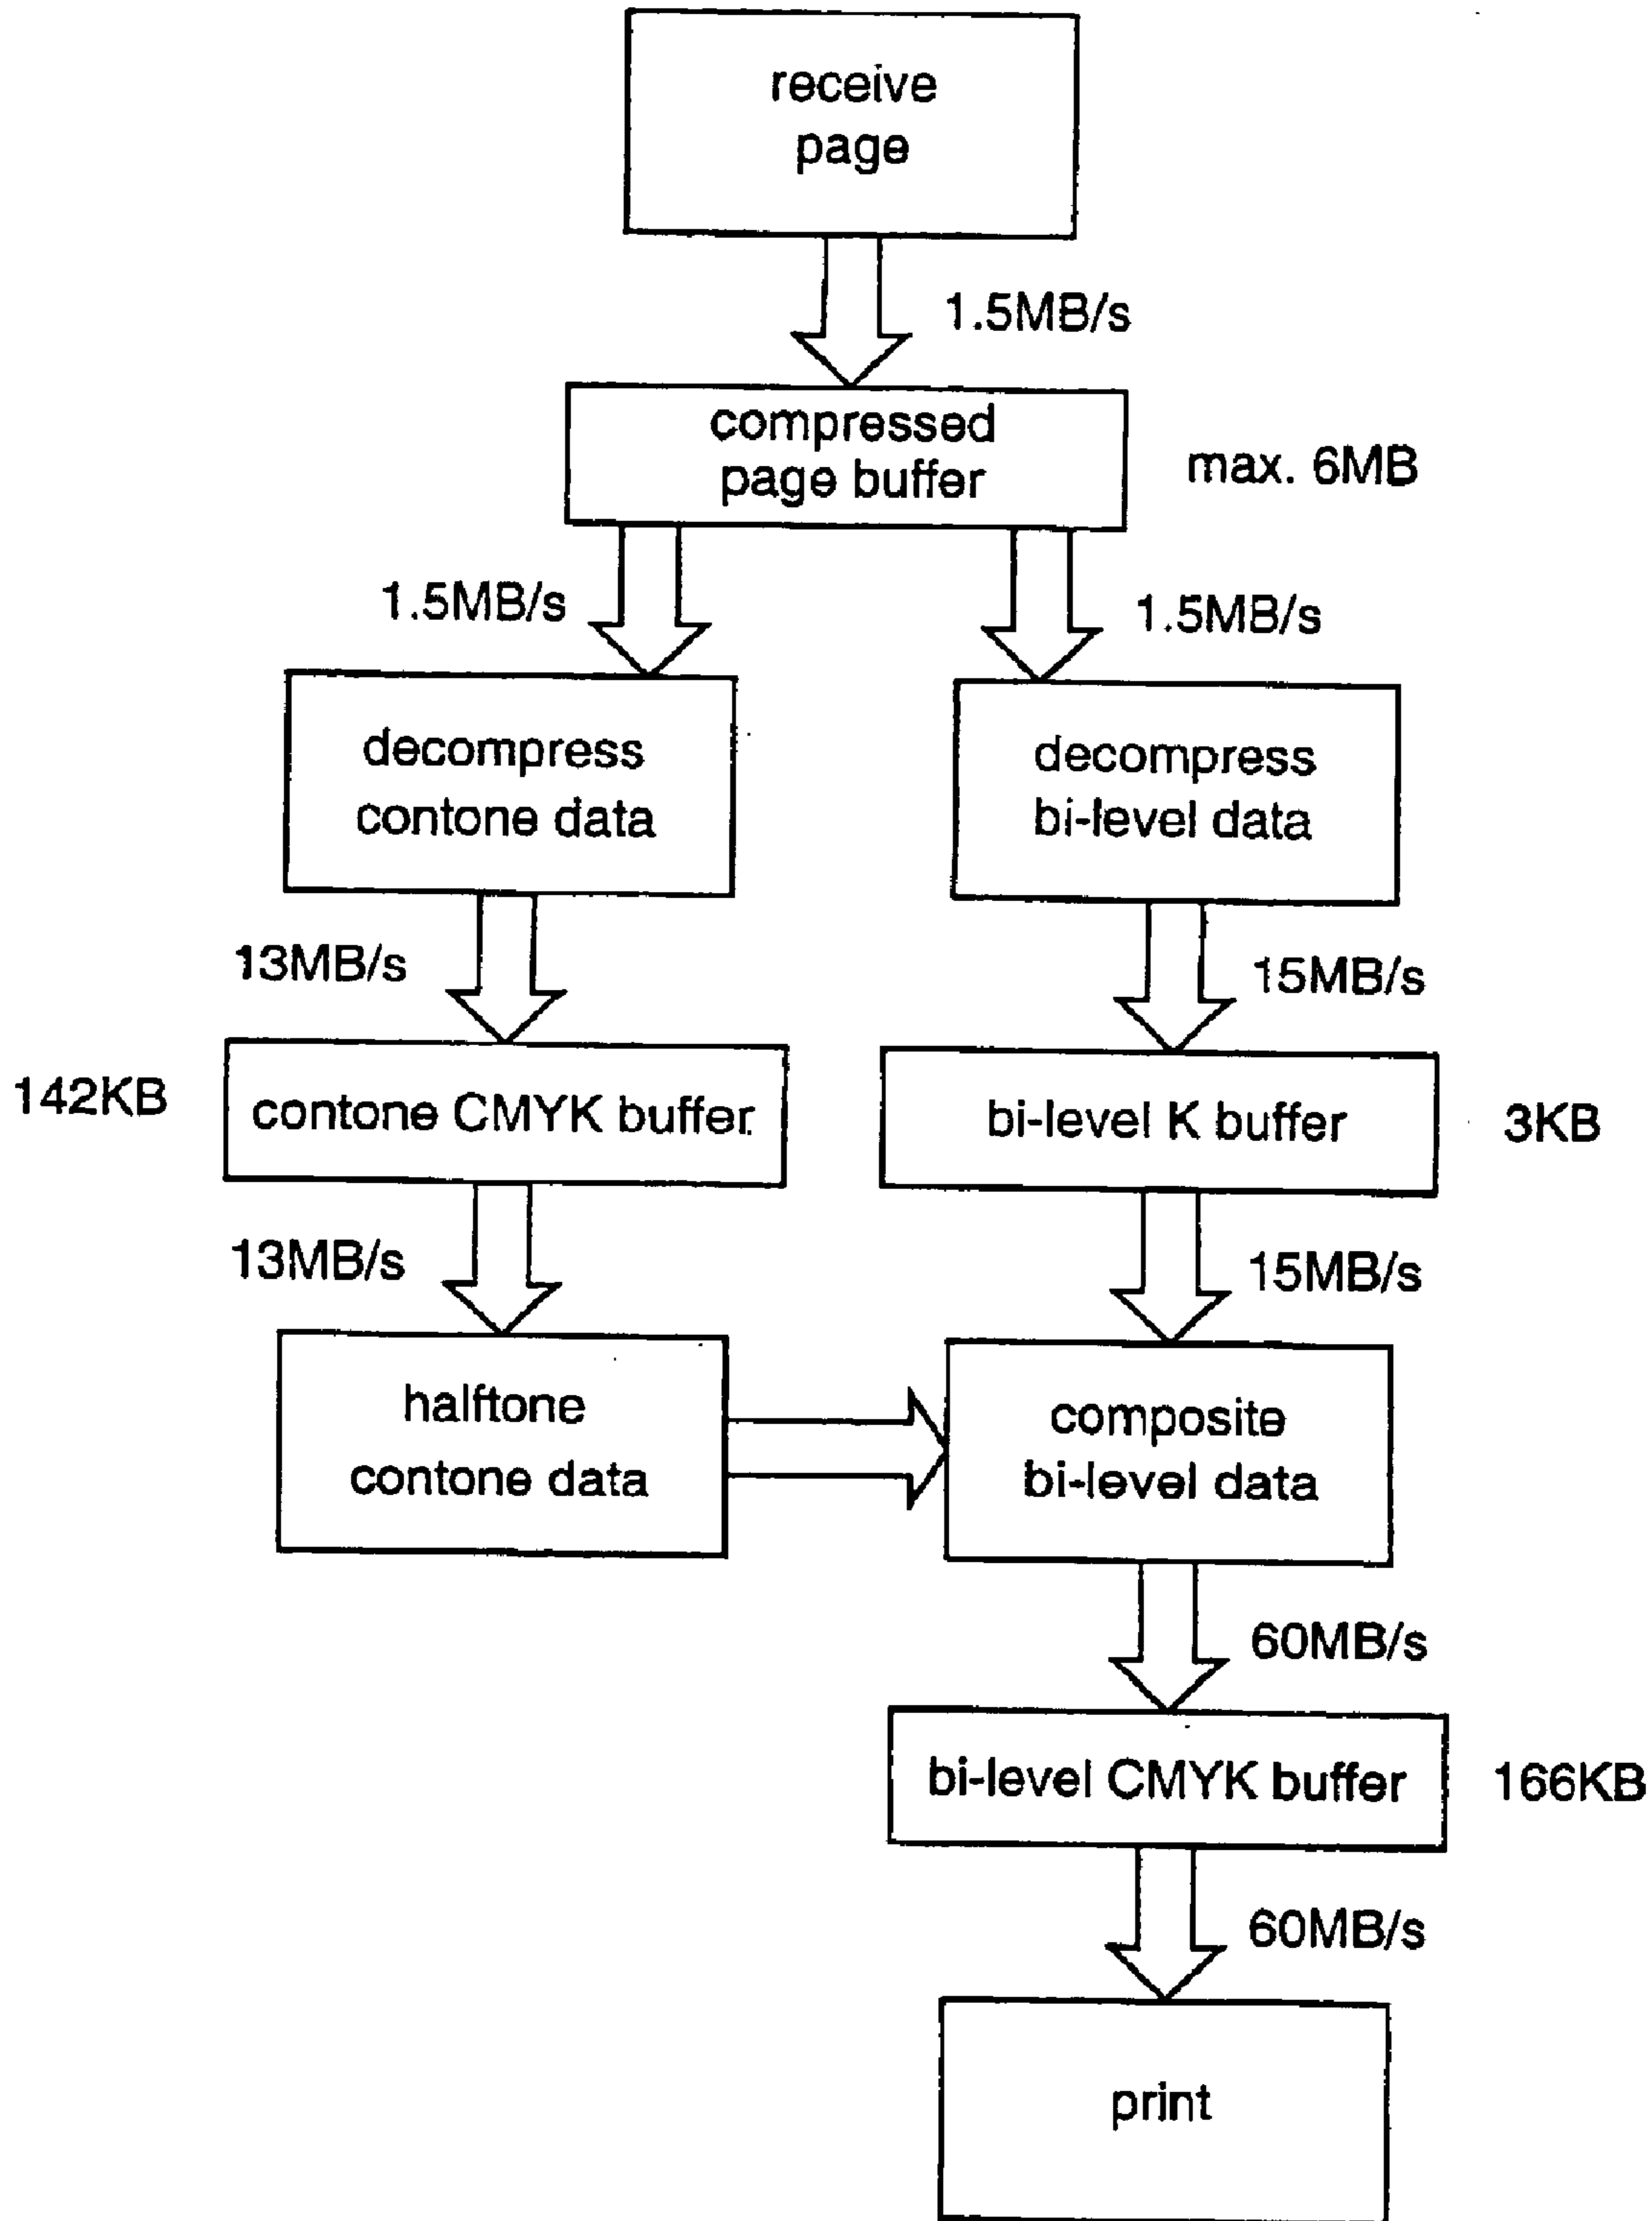 receive
page
1.5MB/s
compressed
page buffer
max. 6MB
1.5MB/s
1.5MB/s
decompress
contone data
decompress
bi-level data
13MB/s
15MB/s
142KB
contone CMYK buffer
bi-level K buffer
3KB
13MB/s
15MB/s
halftone
contone data
composite
bi-level data
60MB/s
bi-level CMYK buffer
166KB
60MB/s
print